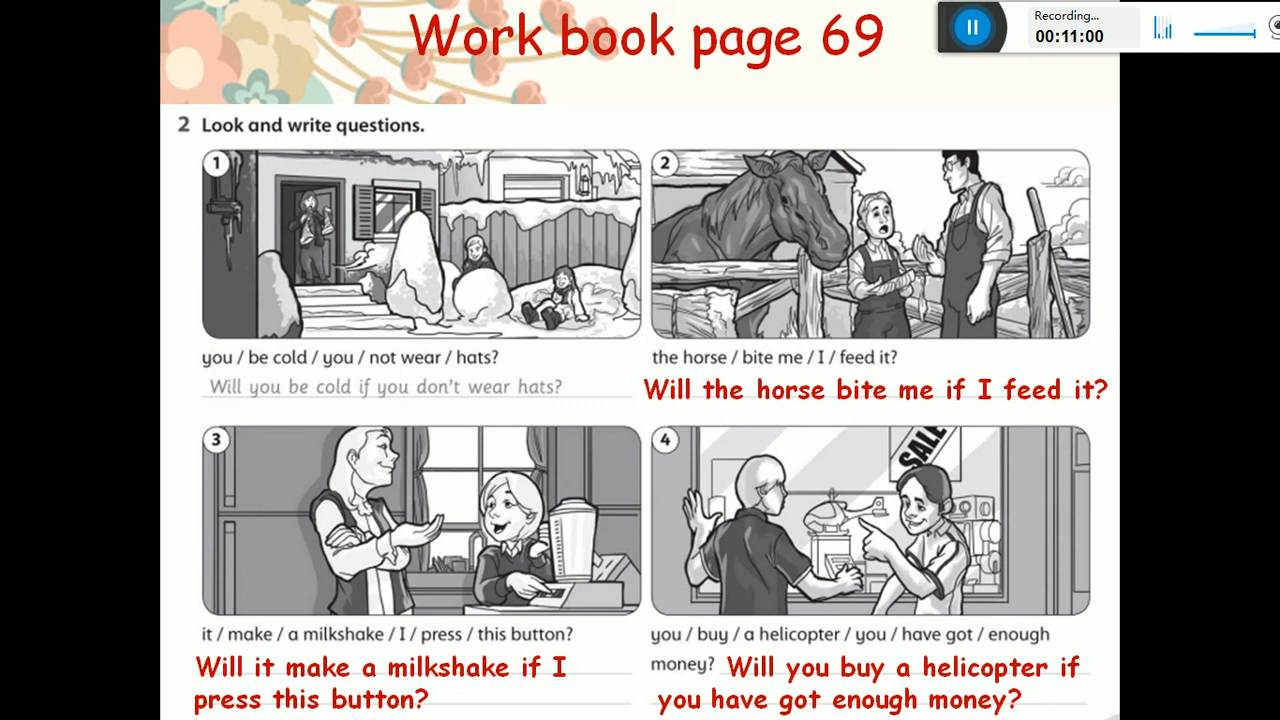 Work book page 69
Recording...
00:11:00
2 Look and write questions.
1
2
you / be cold / you / not wear / hats?
Will you be cold if you don't wear hats?
the horse / bite me / I / feed it?
Will the horse bite me if I feed it?
3
4
SALE
it / make / a milkshake / I / press / this button?
Will it make a milkshake if I
press this button?
you / buy / a helicopter / you / have got / enough
money? Will you buy a helicopter if
you have got enough money?